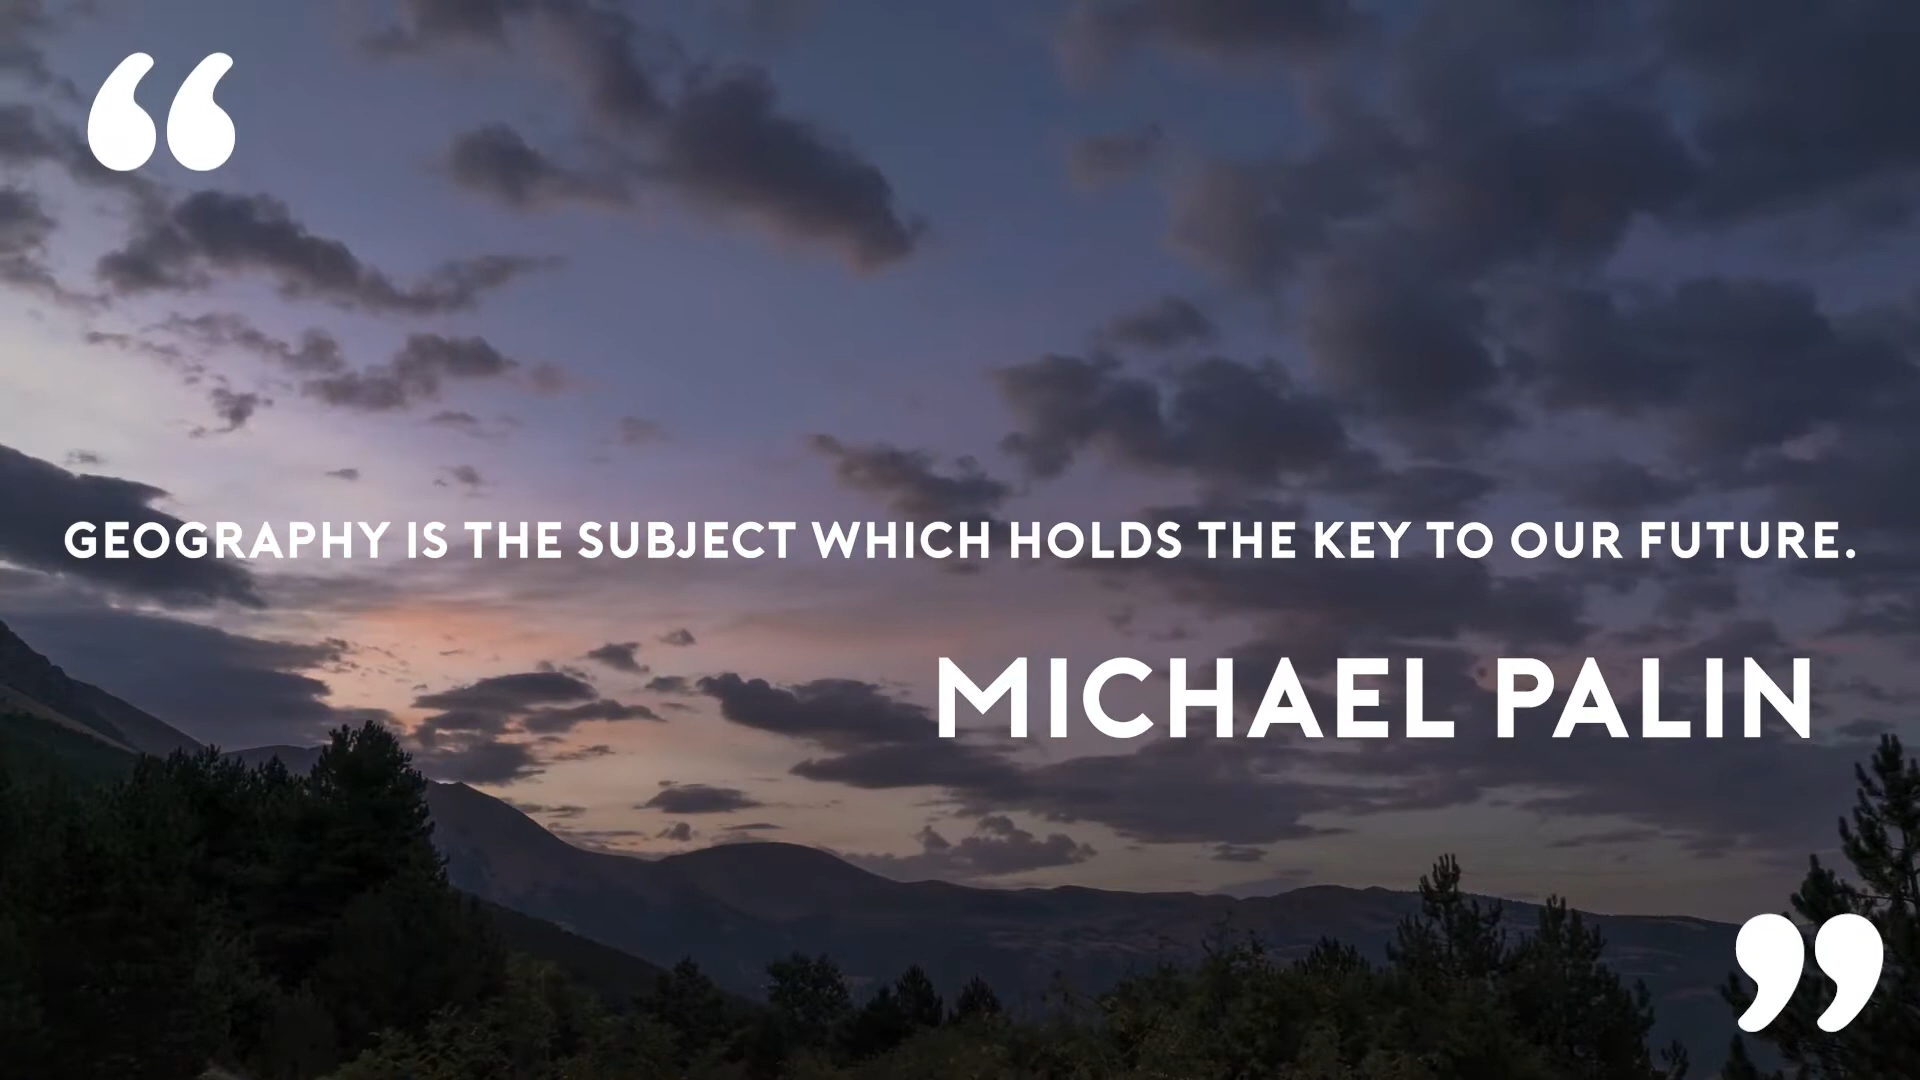 “
GEOGRAPHY IS THE SUBJECT WHICH HOLDS THE KEY TO OUR FUTURE.
MICHAEL PALIN
”